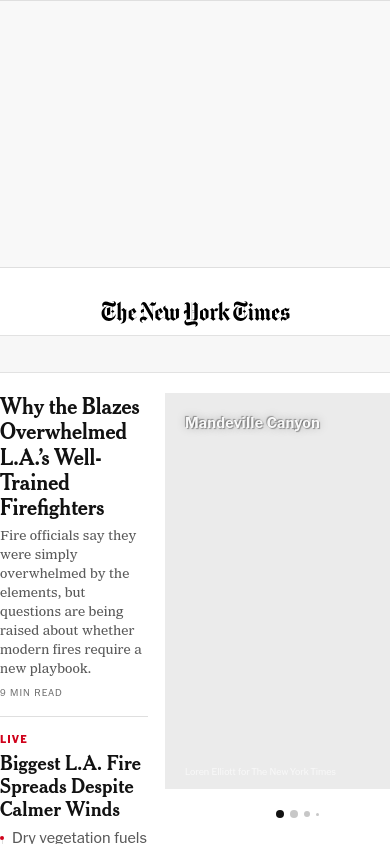 The New York Times
Why the Blazes
Overwhelmed
L.A.’s Well-
Trained
Firefighters
Fire officials say they
were simply
overwhelmed by the
elements, but
questions are being
raised about whether
modern fires require a
new playbook.
9 MIN READ
LIVE
Biggest L.A. Fire
Spreads Despite
Calmer Winds
Dry vegetation fuels
Mandeville Canyon
Loren Elliott for The New York Times